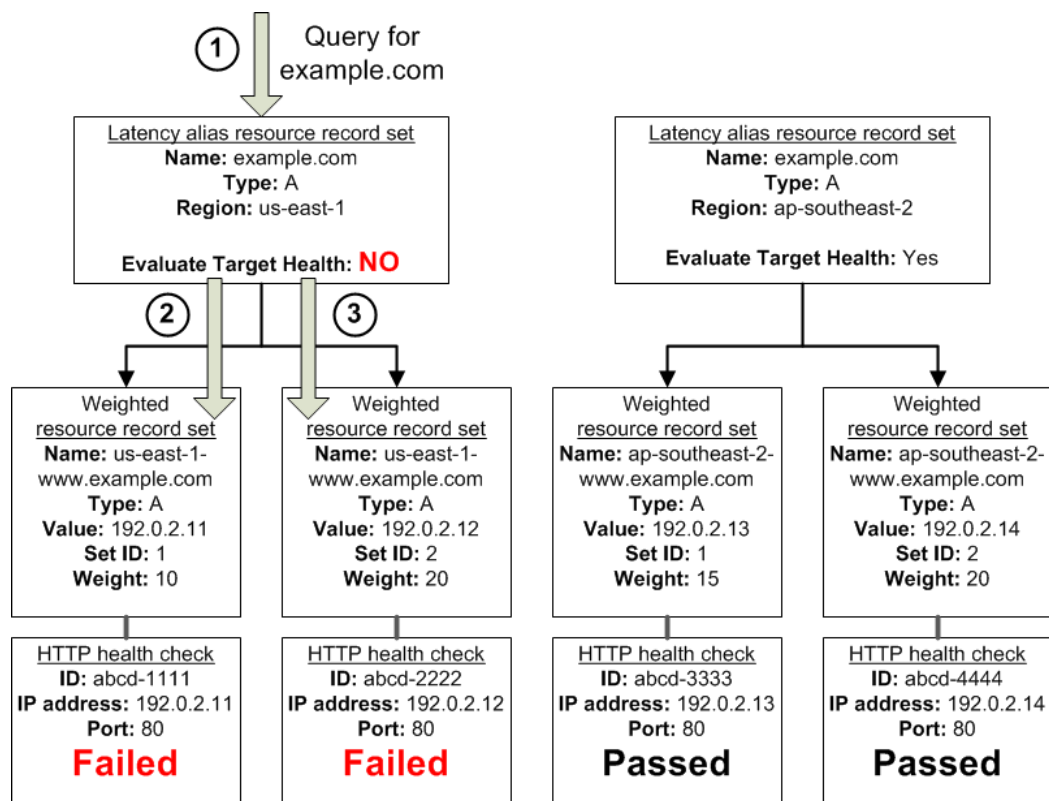 1
Query for
example.com
Latency alias resource record set
Name: example.com
Type: A
Region: us-east-1
Evaluate Target Health: NO
Latency alias resource record set
Name: example.com
Type: A
Region: ap-southeast-2
Evaluate Target Health: Yes
2
3
Weighted
resource record set
Name: us-east-1-
www.example.com
Type: A
Value: 192.0.2.11
Set ID: 1
Weight: 10
Weighted
resource record set
Name: us-east-1-
www.example.com
Type: A
Value: 192.0.2.12
Set ID: 2
Weight: 20
Weighted
resource record set
Name: ap-southeast-2-
www.example.com
Type: A
Value: 192.0.2.13
Set ID: 1
Weight: 15
Weighted
resource record set
Name: ap-southeast-2-
www.example.com
Type: A
Value: 192.0.2.14
Set ID: 2
Weight: 20
HTTP health check
ID: abcd-1111
IP address: 192.0.2.11
Port: 80
Failed
HTTP health check
ID: abcd-2222
IP address: 192.0.2.12
Port: 80
Failed
HTTP health check
ID: abcd-3333
IP address: 192.0.2.13
Port: 80
Passed
HTTP health check
ID: abcd-4444
IP address: 192.0.2.14
Port: 80
Passed